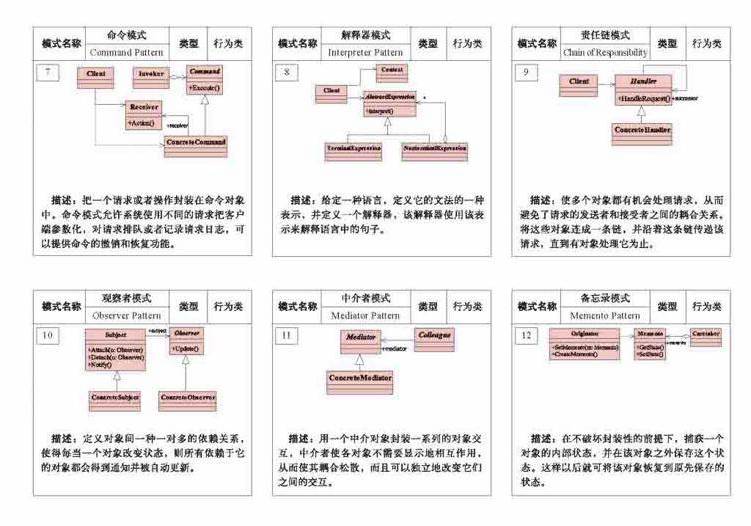 模式名称
命令模式
Command Pattern
类型
行为类
7
Client
Invoker
Command
+Execute()
Receiver
+Action()
+receiver
ConcreteCommand
描述：把一个请求或者操作封装在命令对象
中。命令模式允许系统使用不同的请求把客户
端参数化，对请求排队或者记录请求日志，可
以提供命令的撤销和恢复功能。
模式名称
解释器模式
Interpreter Pattern
类型
行为类
8
Context
Client
AbstractExpression
+Interpret()
*
TerminalExpression
NonterminalExpression
描述：给定一种语言，定义它的文法的一种
表示，并定义一个解释器，该解释器使用该表
示来解释语言中的句子。
模式名称
责任链模式
Chain of Responsibility
类型
行为类
9
Client
Handler
+HandleRequest()
+successor
ConcreteHandler
描述：使多个对象都有机会处理请求，从而
避免了请求的发送者和接受者之间的耦合关系。
将这些对象连成一条链，并沿着这条链传递该
请求，直到有对象处理它为止。
模式名称
观察者模式
Observer Pattern
类型
行为类
10
Subject
+subject
Observer
+Attach(o: Observer)
+Detach(o: Observer)
+Notify()
+Update()
ConcreteSubject
ConcreteObserver
描述：定义对象间一种一对多的依赖关系，
使得每当一个对象改变状态，则所有依赖于它
的对象都会得到通知并被自动更新。
模式名称
中介者模式
Mediator Pattern
类型
行为类
11
Mediator
Colleague
+mediator
ConcreteMediator
描述：用一个中介对象封装一系列的对象交
互，中介者使各对象不需要显示地相互作用，
从而使其耦合松散，而且可以独立地改变它们
之间的交互。
模式名称
备忘录模式
Memento Pattern
类型
行为类
12
Originator
+SetMemento(m: Memento)
+CreateMemento()
Memento
+GetState()
+SetState()
Caretaker
描述：在不破坏封装性的前提下，捕获一个
对象的内部状态，并在该对象之外保存这个状
态。这样以后就可将该对象恢复到原先保存的
状态。